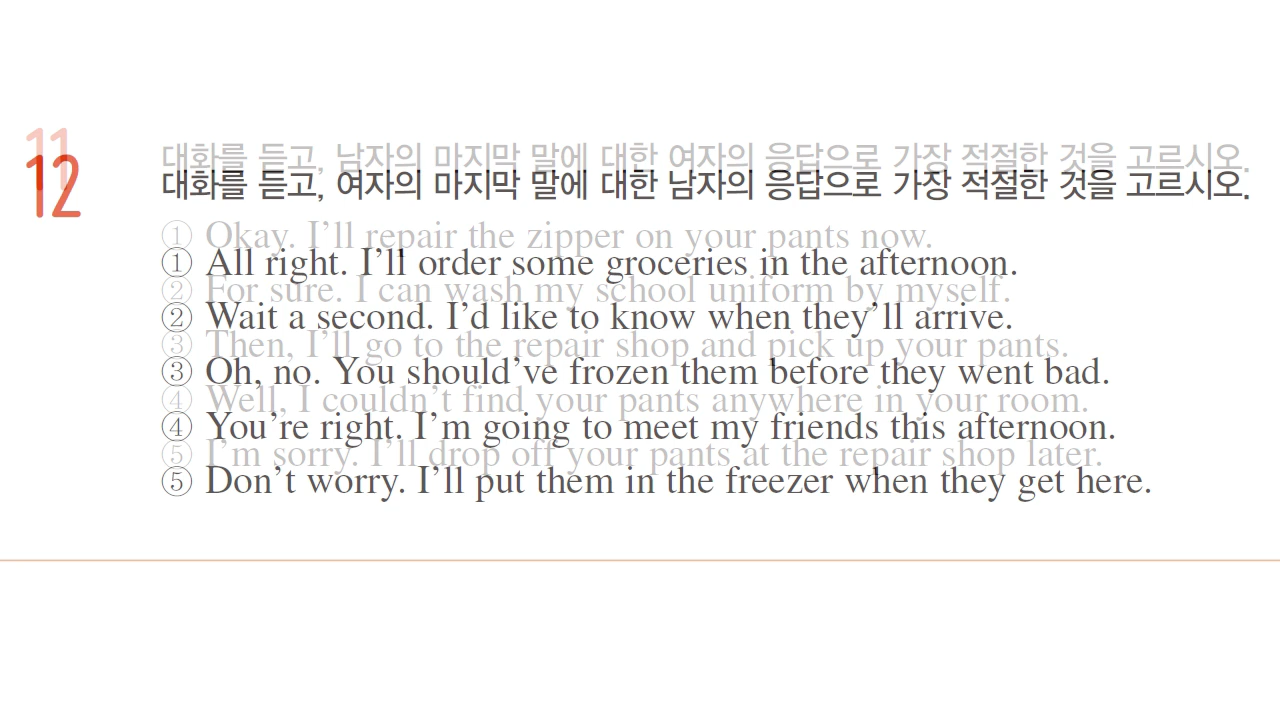 11
대화를 듣고, 남자의 마지막 말에 대한 여자의 응답으로 가장 적절한 것을 고르시오.
① Okay. I'll repair the zipper on your pants now.
② For sure. I can wash my school uniform by myself.
③ Then, I'll go to the repair shop and pick up your pants.
④ Well, I couldn't find your pants anywhere in your room.
⑤ I'm sorry. I'll drop off your pants at the repair shop later.
12
대화를 듣고, 여자의 마지막 말에 대한 남자의 응답으로 가장 적절한 것을 고르시오.
① All right. I'll order some groceries in the afternoon.
② Wait a second. I'd like to know when they'll arrive.
③ Oh, no. You should've frozen them before they went bad.
④ You're right. I'm going to meet my friends this afternoon.
⑤ Don't worry. I'll put them in the freezer when they get here.